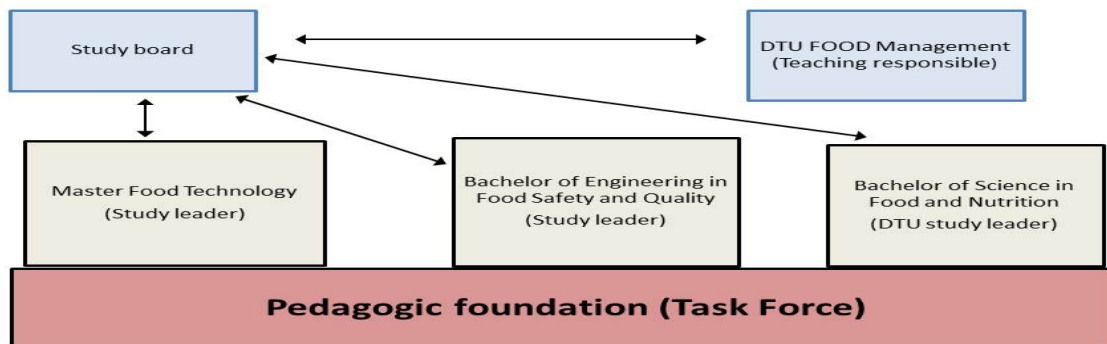 Study board
DTU FOOD Management
(Teaching responsible)
Master Food Technology
(Study leader)
Bachelor of Engineering in
Food Safety and Quality
(Study leader)
Bachelor of Science in
Food and Nutrition
(DTU study leader)
Pedagogic foundation (Task Force)